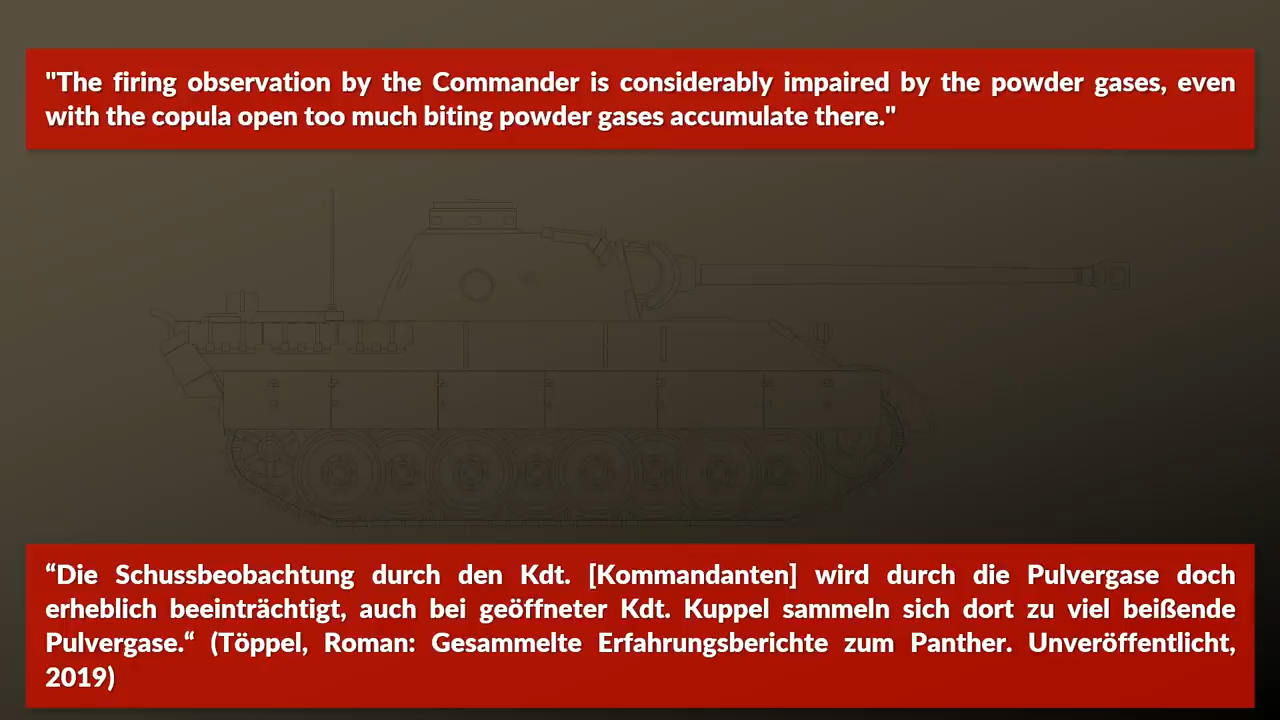 "The firing observation by the Commander is considerably impaired by the powder gases, even
with the copula open too much biting powder gases accumulate there."
“Die Schussbeobachtung durch den Kdt. [Kommandanten] wird durch die Pulvergase doch
erheblich beeinträchtigt, auch bei geöffneter Kdt. Kuppel sammeln sich dort zu viel beißende
Pulvergase.“ (Töppel, Roman: Gesammelte Erfahrungsberichte zum Panther. Unveröffentlicht,
2019)